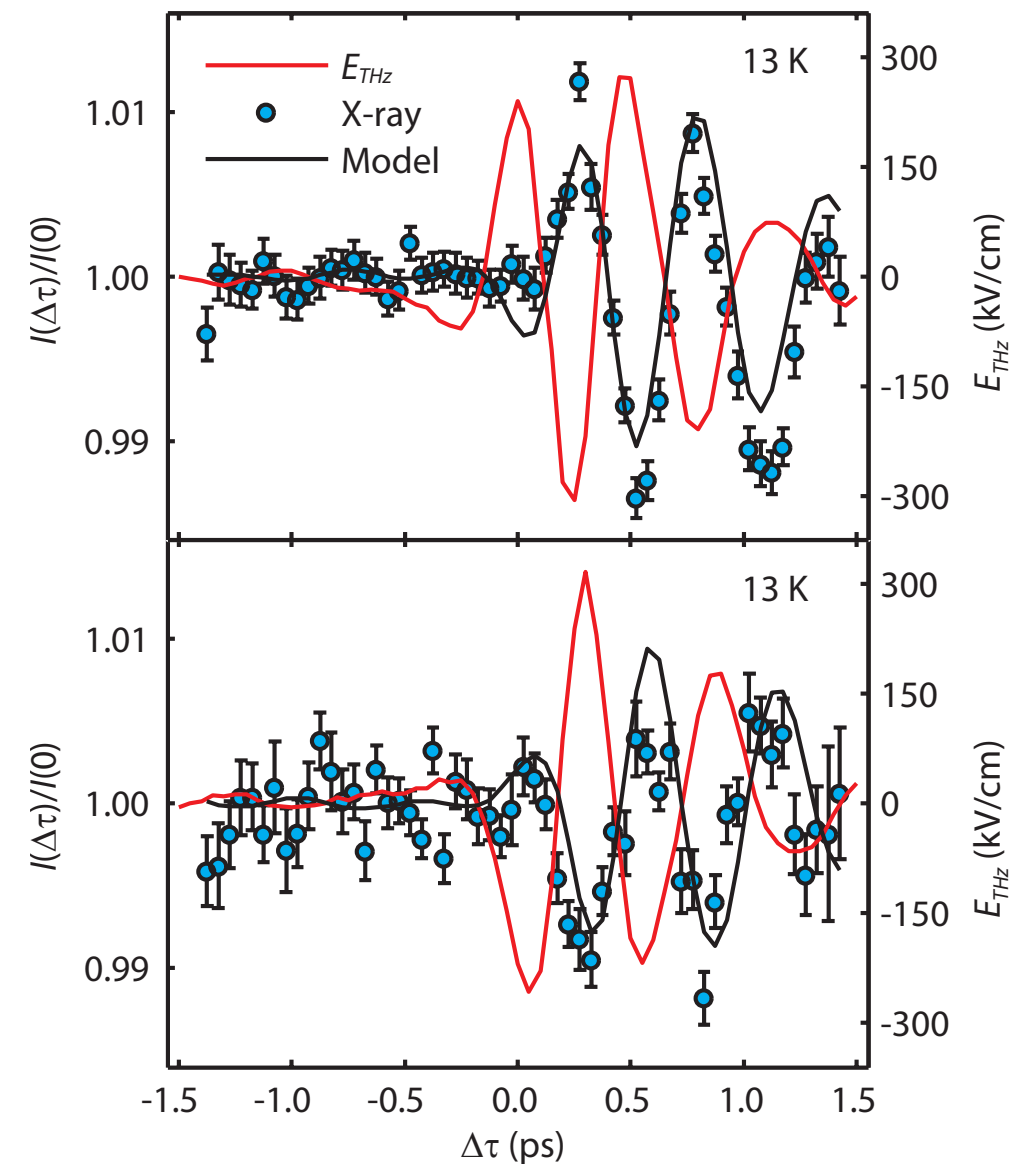 E_THz
X-ray
Model
13 K
1.01
1.00
0.99
I(Δτ)/I(0)
300
150
0
-150
-300
E_THz (kV/cm)
13 K
1.01
1.00
0.99
I(Δτ)/I(0)
300
150
0
-150
-300
E_THz (kV/cm)
-1.5 -1.0 -0.5 0.0 0.5 1.0 1.5
Δτ (ps)